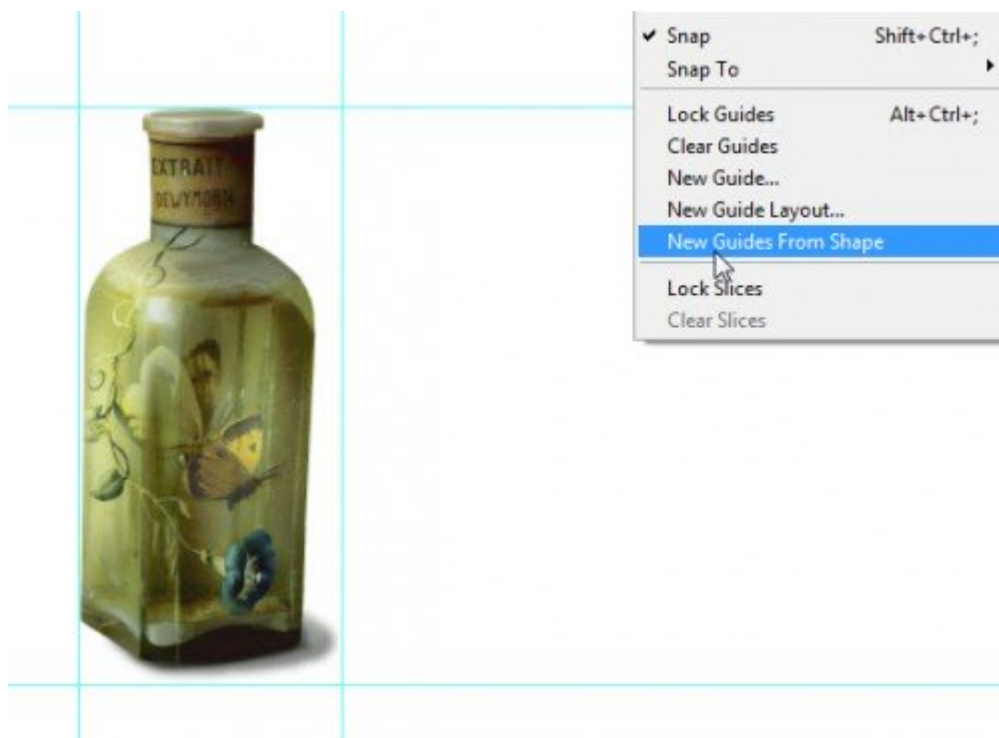 Snap Shift+Ctrl+;
Snap To
Lock Guides Alt+Ctrl+;
Clear Guides
New Guide...
New Guide Layout...
New Guides From Shape
Lock Slices
Clear Slices
EXTRAIT